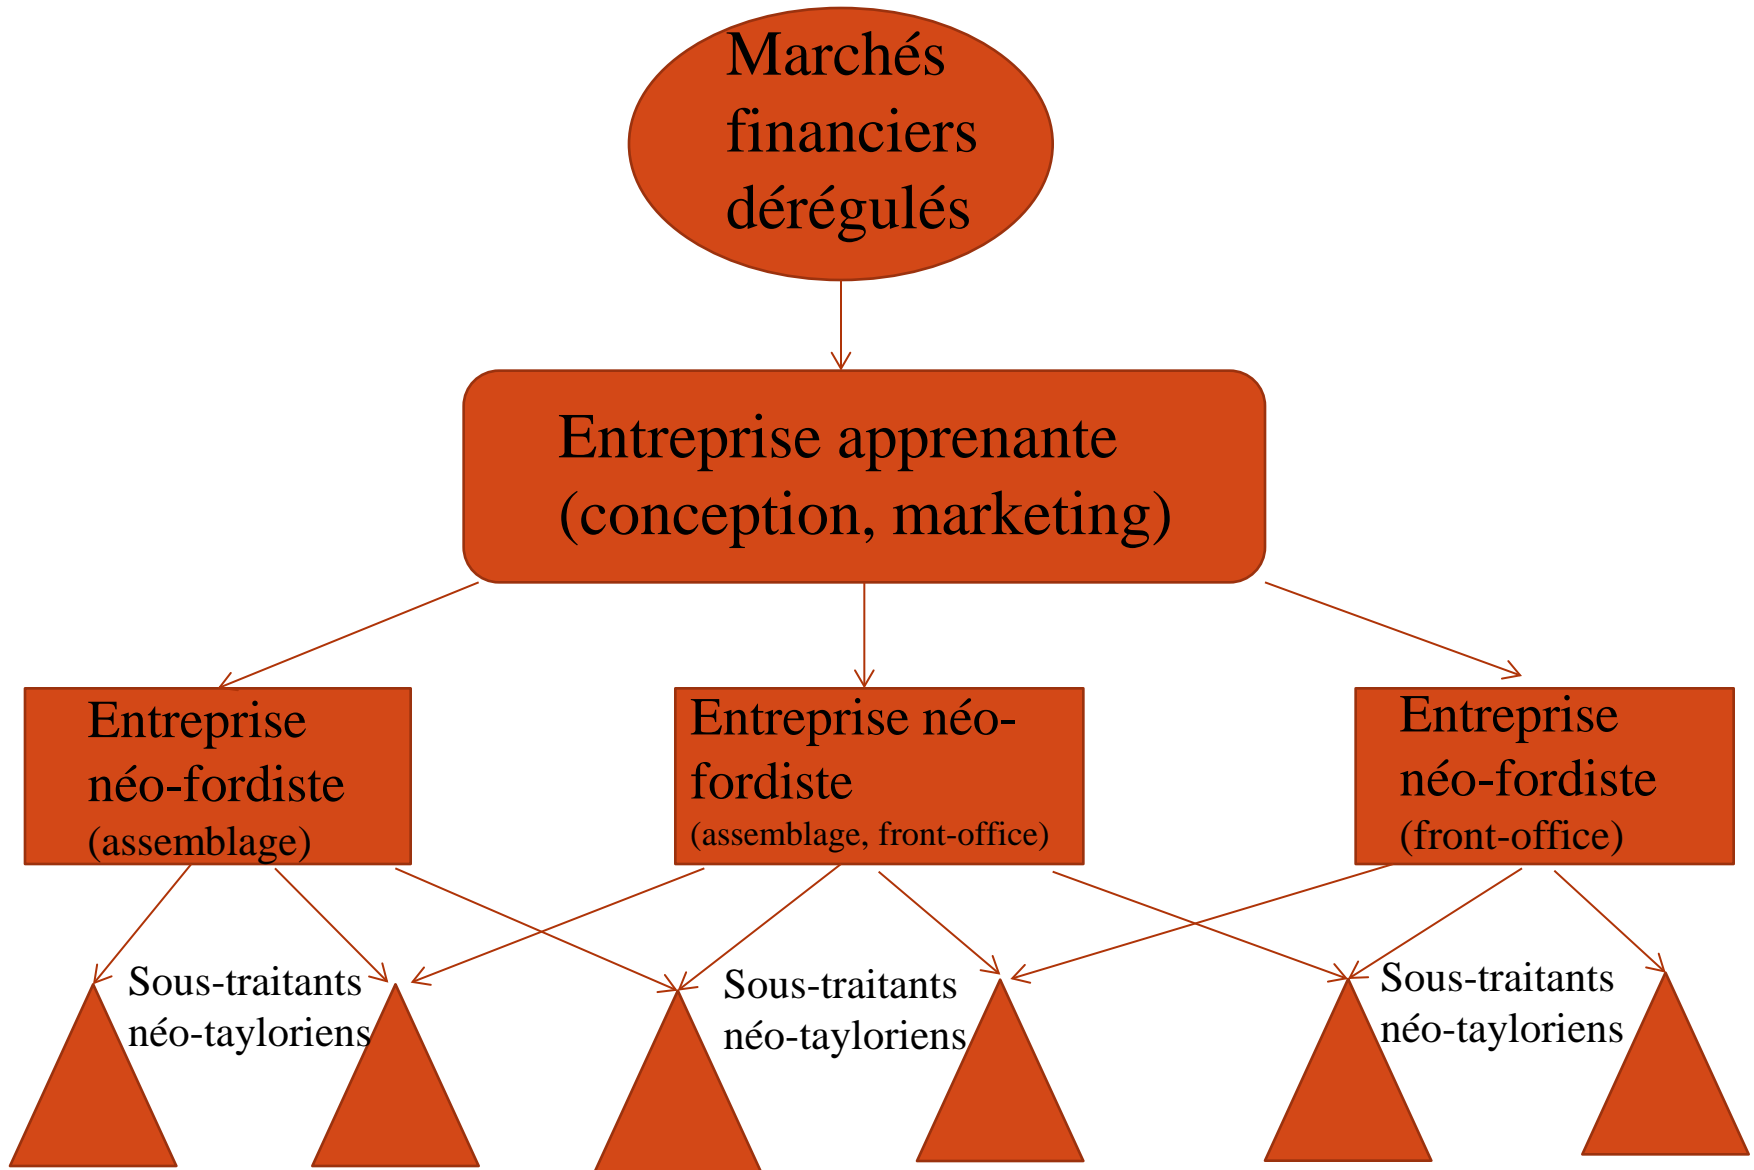 Marchés
financiers
dérégulés
Entreprise apprenante
(conception, marketing)
Entreprise
néo-fordiste
(assemblage)
Entreprise néo-
fordiste
(assemblage, front-office)
Entreprise
néo-fordiste
(front-office)
Sous-traitants
néo-tayloriens
Sous-traitants
néo-tayloriens
Sous-traitants
néo-tayloriens